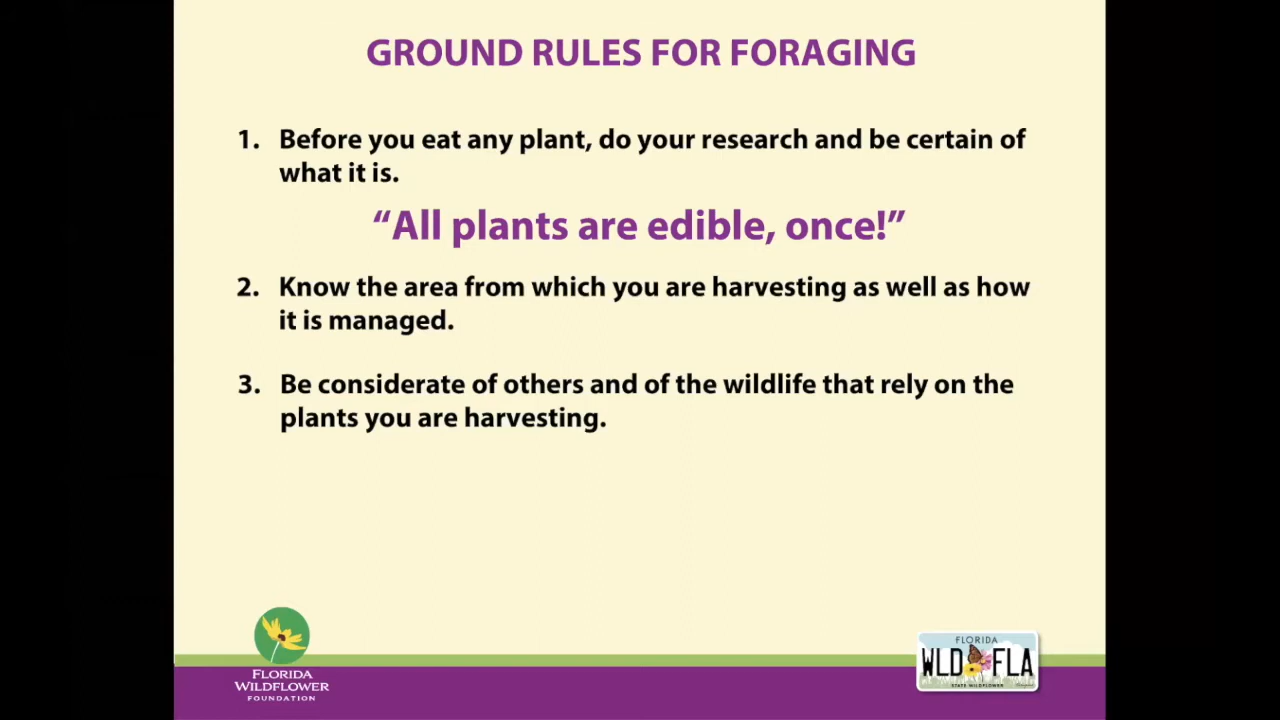 GROUND RULES FOR FORAGING
1. Before you eat any plant, do your research and be certain of
what it is.
“All plants are edible, once!”
2. Know the area from which you are harvesting as well as how
it is managed.
3. Be considerate of others and of the wildlife that rely on the
plants you are harvesting.
FLORIDA
WILDFLOWER
FOUNDATION
FLORIDA
WLD FLA
STATE WILDFLOWER